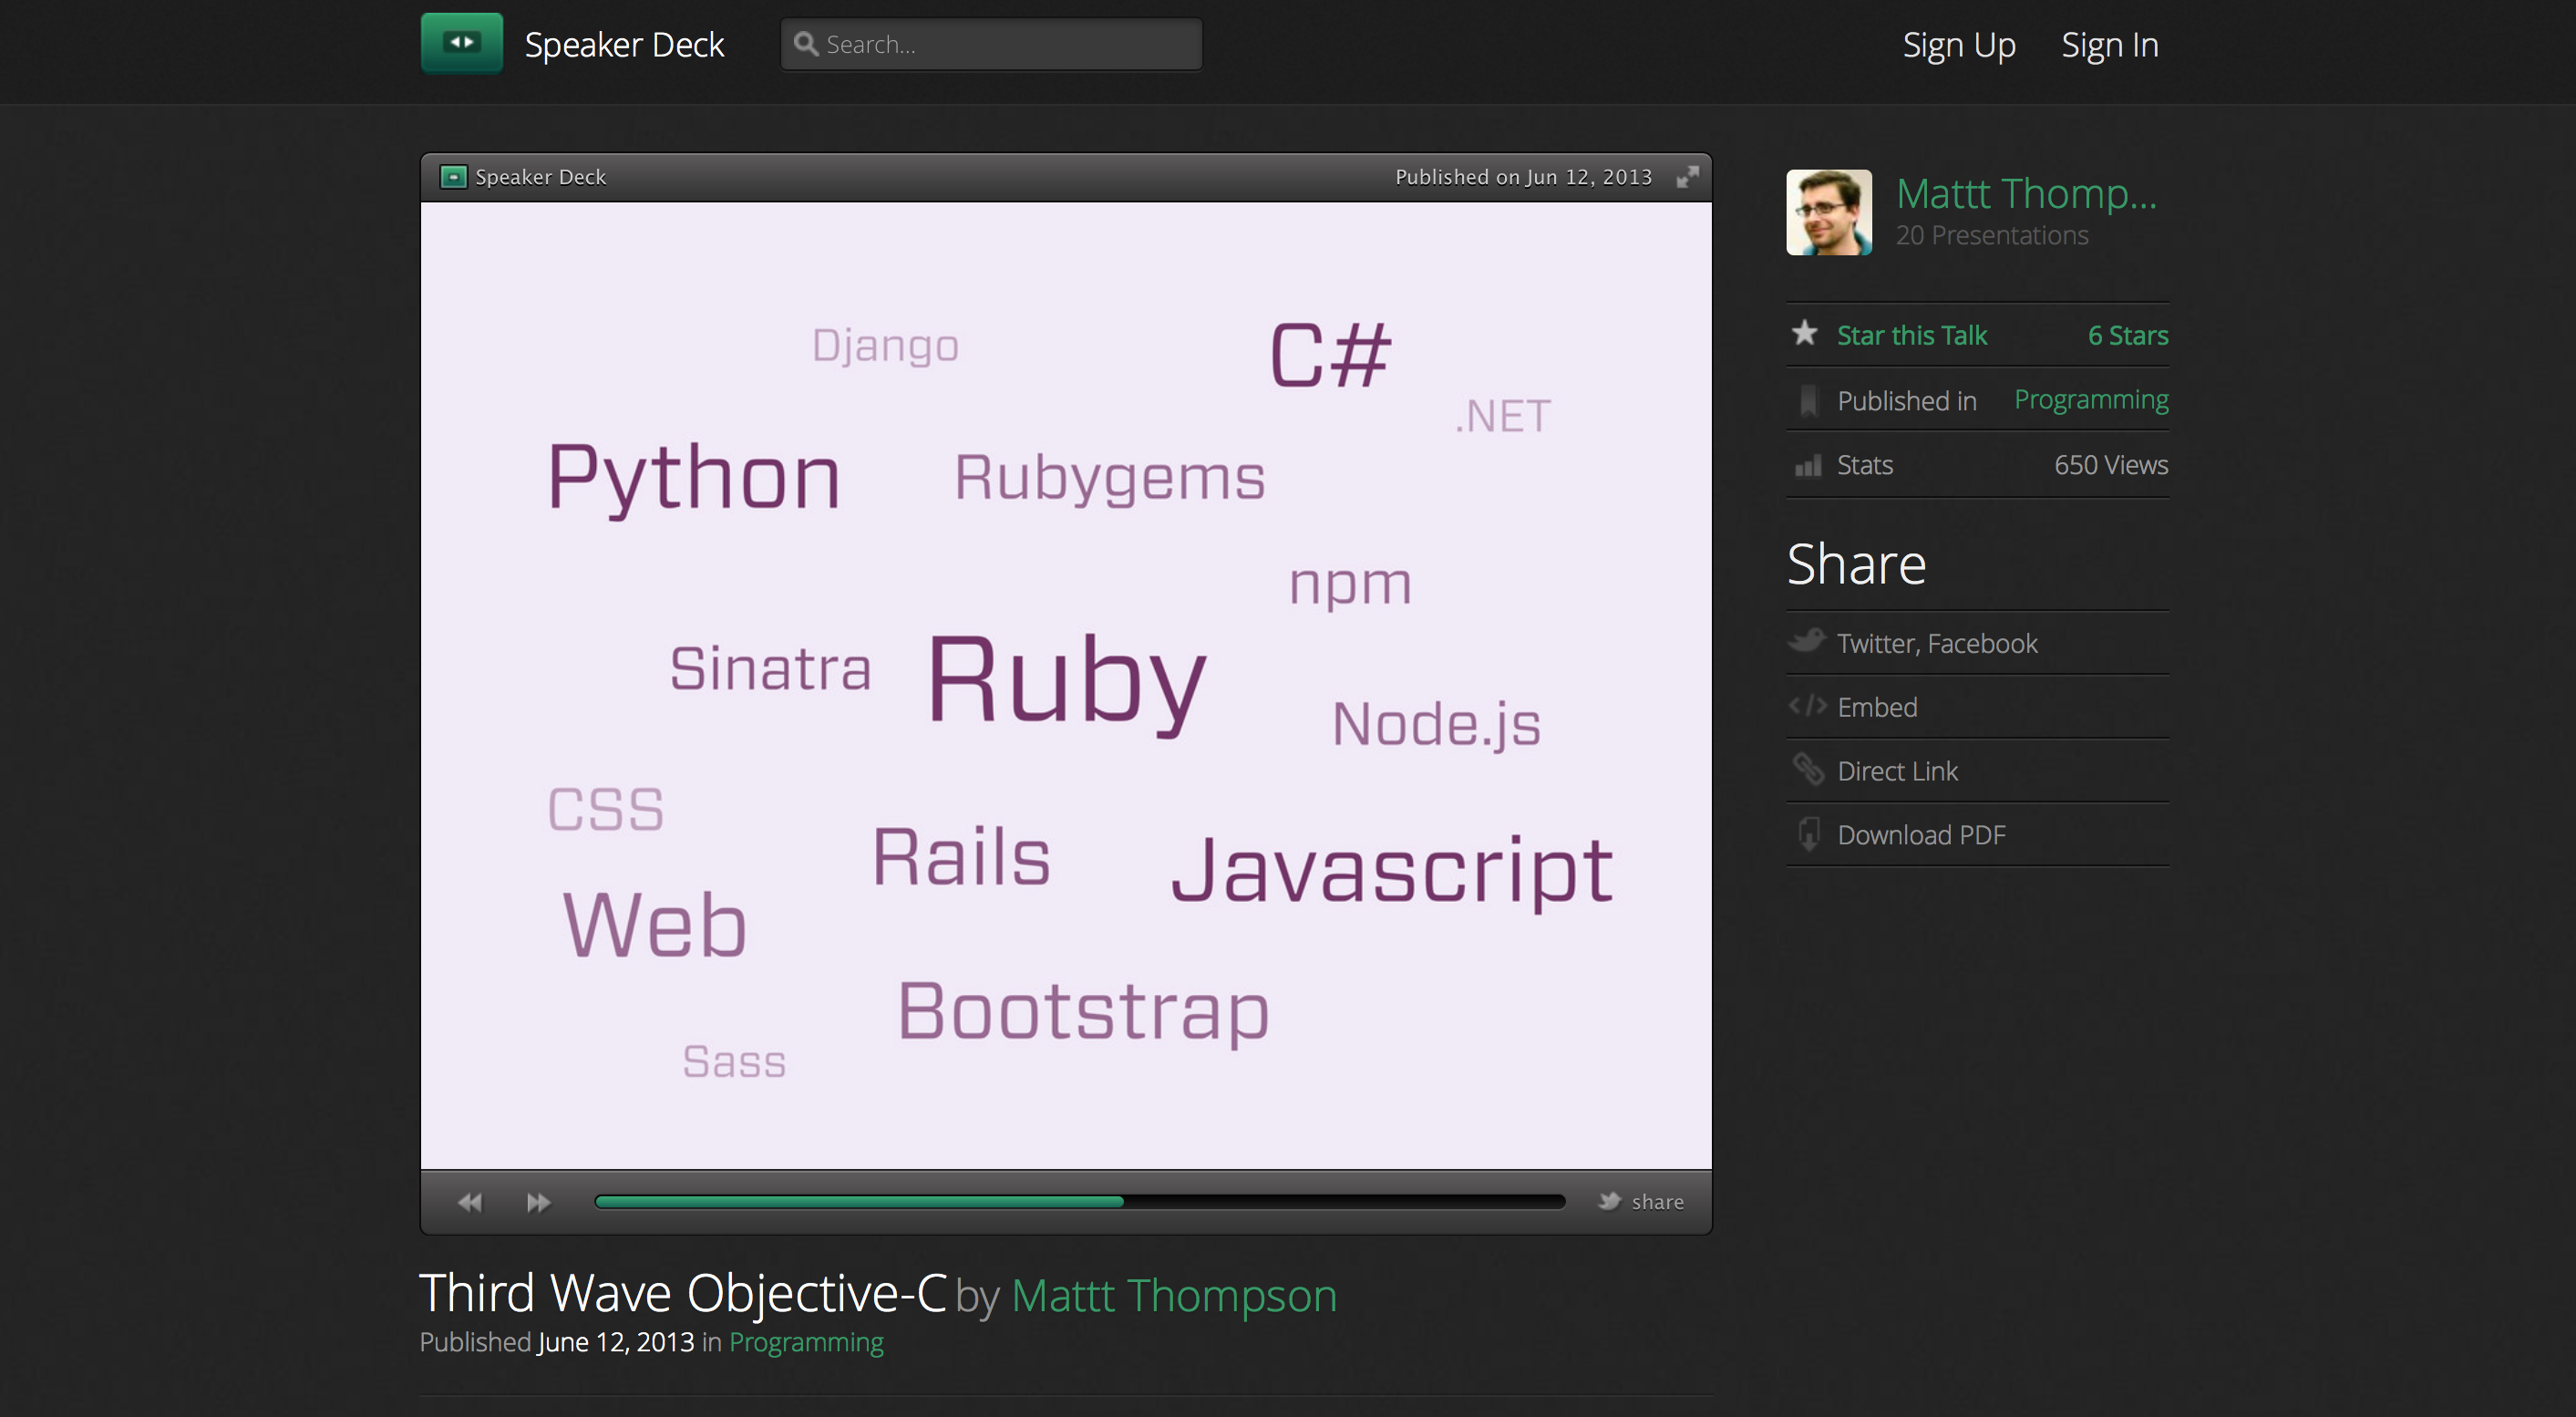 Speaker Deck
Search...
Sign Up Sign In
Speaker Deck
Published on Jun 12, 2013
Django
C#
.NET
Python
Rubygems
npm
Sinatra
Ruby
Node.js
CSS
Rails
Javascript
Web
Bootstrap
Sass
share
Third Wave Objective-C by Mattt Thompson
Published June 12, 2013 in Programming
Mattt Thomp...
20 Presentations
Star this Talk 6 Stars
Published in Programming
Stats 650 Views
Share
Twitter, Facebook
Embed
Direct Link
Download PDF